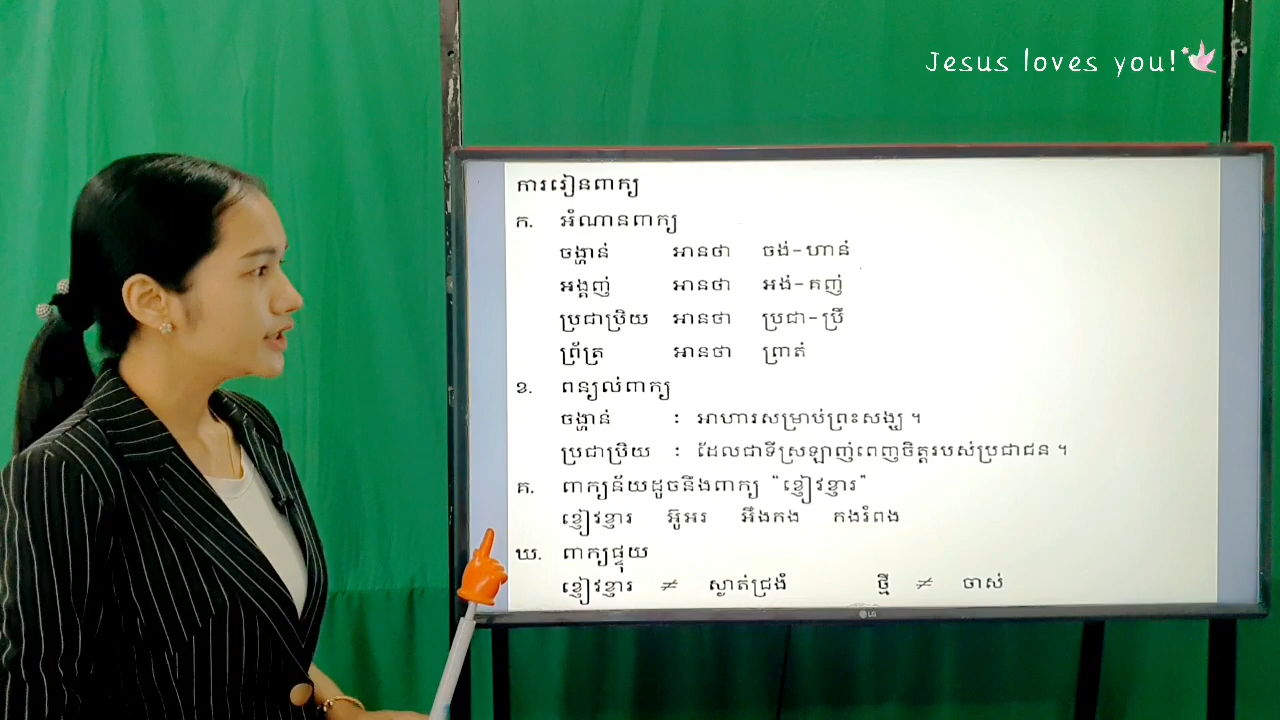 Jesus loves you!
ការរៀនពាក្យ
ក. អំណានពាក្យ
ចង្ហាន់ អានថា ចង់-ហាន់
អង្គញ់ អានថា អង់-គញ់
ប្រជាប្រិយ អានថា ប្រជា-ប្រី
ព្រ័ត្រ អានថា ព្រាត់
ខ. ពន្យល់ពាក្យ
ចង្ហាន់ : អាហារសម្រាប់ព្រះសង្ឃ ។
ប្រជាប្រិយ : ដែលជាទីស្រឡាញ់ពេញចិត្តរបស់ប្រជាជន ។
គ. ពាក្យន័យដូចនឹងពាក្យ “ខ្ញៀវខ្ញារ”
ខ្ញៀវខ្ញារ អ៊ូអរ អឹងកង កងរំពង
ឃ. ពាក្យផ្ទុយ
ខ្ញៀវខ្ញារ ≠ ស្ងាត់ជ្រងំ ថ្មី ≠ ចាស់
LG